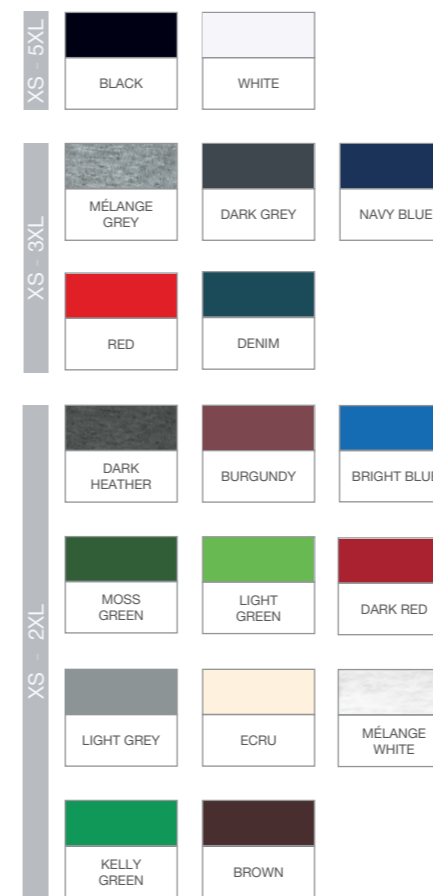 XS - 5XL
BLACK
WHITE
XS - 3XL
MÉLANGE
GREY
DARK GREY
NAVY BLUE
RED
DENIM
XS - 2XL
DARK
HEATHER
BURGUNDY
BRIGHT BLUE
MOSS
GREEN
LIGHT
GREEN
DARK RED
LIGHT GREY
ECRU
MÉLANGE
WHITE
KELLY
GREEN
BROWN